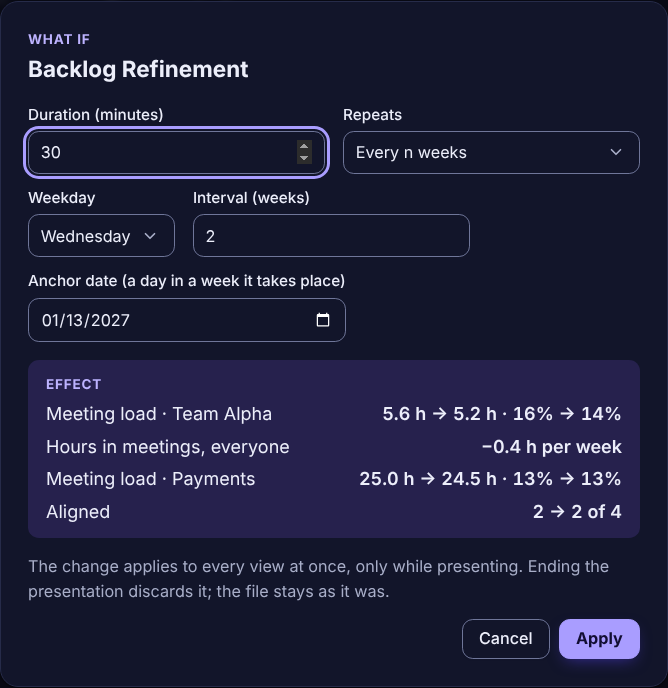 WHAT IF
Backlog Refinement
Duration (minutes)
Repeats
30
Every n weeks
Weekday
Interval (weeks)
Wednesday
2
Anchor date (a day in a week it takes place)
01/13/2027
EFFECT
Meeting load · Team Alpha 5.6 h → 5.2 h · 16% → 14%
Hours in meetings, everyone −0.4 h per week
Meeting load · Payments 25.0 h → 24.5 h · 13% → 13%
Aligned 2 → 2 of 4
The change applies to every view at once, only while presenting. Ending the
presentation discards it; the file stays as it was.
Cancel
Apply